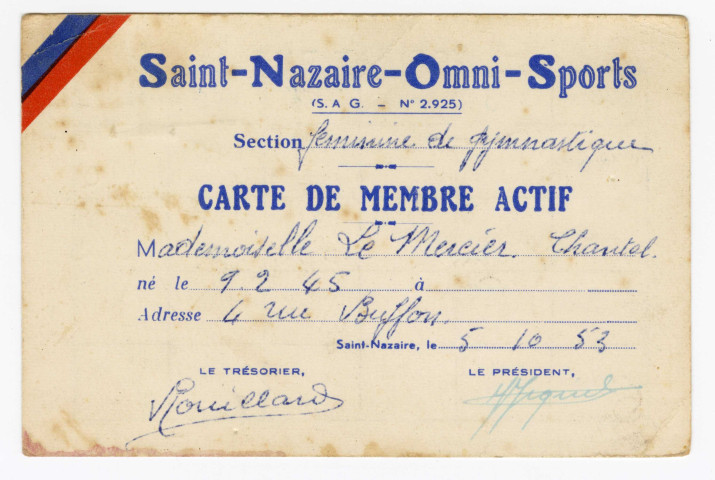 Saint-Nazaire-Omni-Sports
(S. A G. – N° 2.925)
Section féminine de gymnastique
CARTE DE MEMBRE ACTIF
Mademoiselle Le Mercier. Chantal.
né le 9.2 45 à
Adresse 4 rue Buffon.
Saint-Nazaire, le 5 10 53
LE TRÉSORIER, LE PRÉSIDENT,
Rouillard